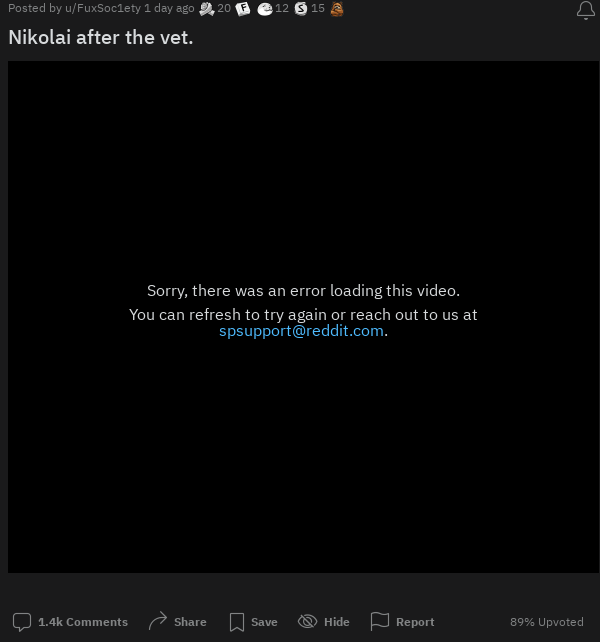 Posted by u/FuxSoc1ety 1 day ago 20 F 12 S 15
Nikolai after the vet.
Sorry, there was an error loading this video.
You can refresh to try again or reach out to us at
spsupport@reddit.com.
1.4k Comments Share Save Hide Report 89% Upvoted